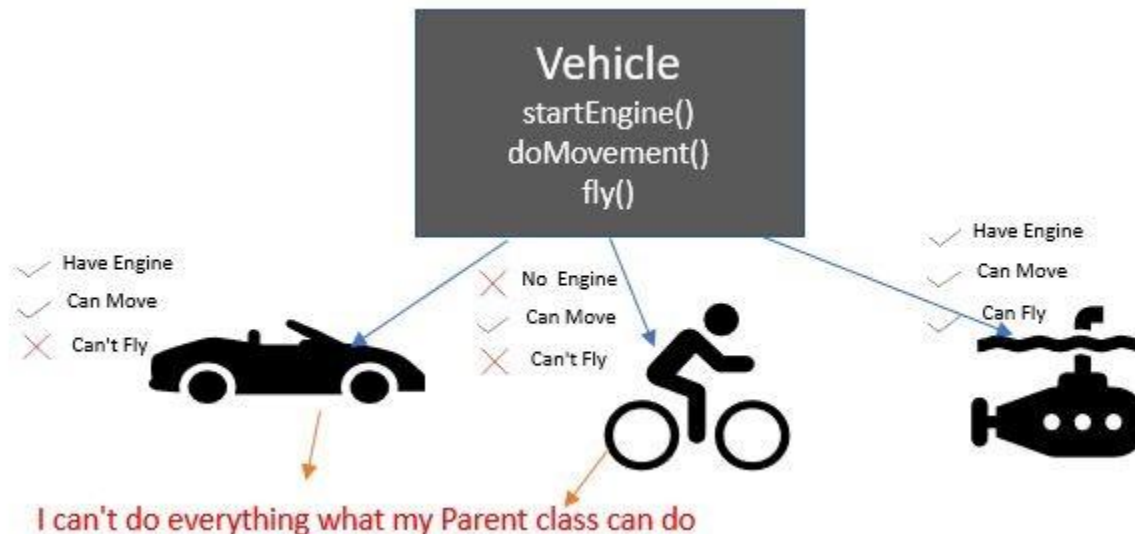 Vehicle
startEngine()
doMovement()
fly()
Have Engine
Can Move
Can't Fly
No Engine
Can Move
Can't Fly
Have Engine
Can Move
Can Fly
I can't do everything what my Parent class can do